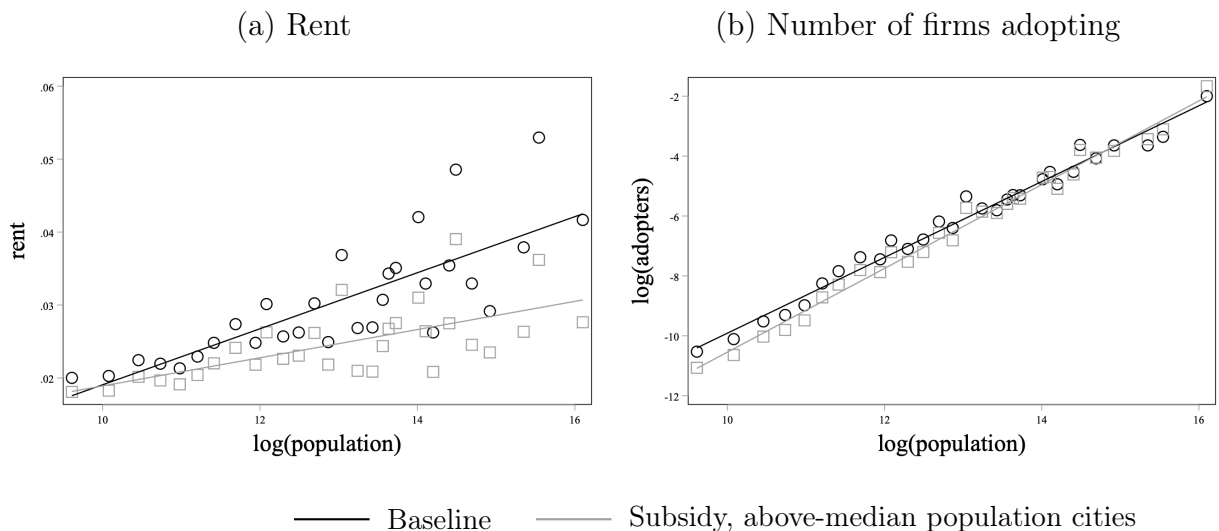 (a) Rent
(b) Number of firms adopting
.06
.05
.04
.03
.02
rent
10
12
14
16
log(population)
-2
-4
-6
-8
-10
-12
log(adopters)
10
12
14
16
log(population)
Baseline
Subsidy, above-median population cities